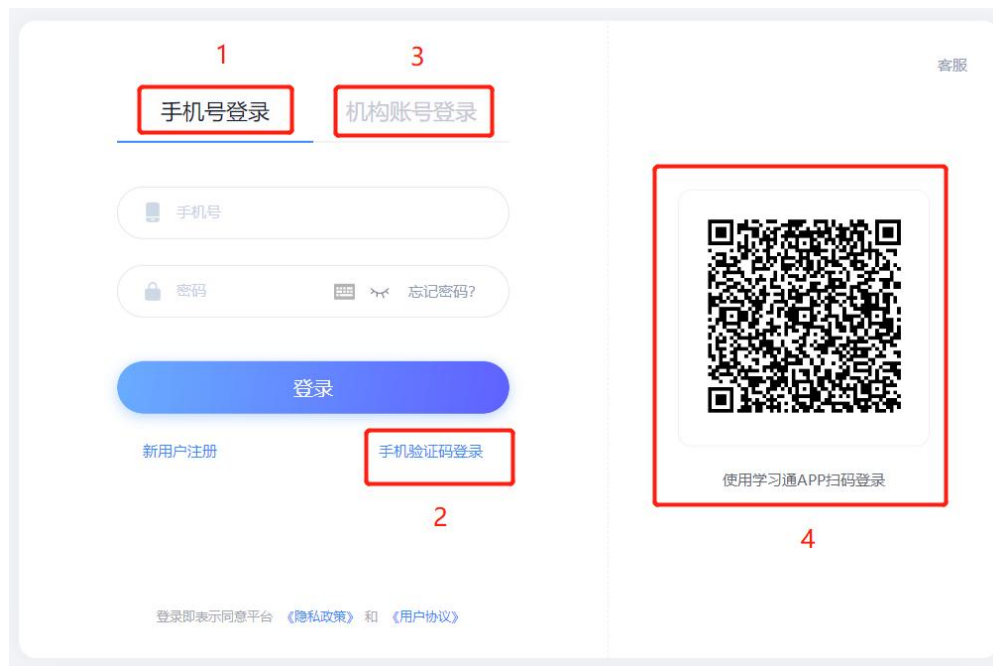 1
3
客服
手机号登录
机构账号登录
手机号
密码
忘记密码?
登录
新用户注册
手机验证码登录
2
使用学习通APP扫码登录
4
登录即表示同意平台 《隐私政策》 和 《用户协议》